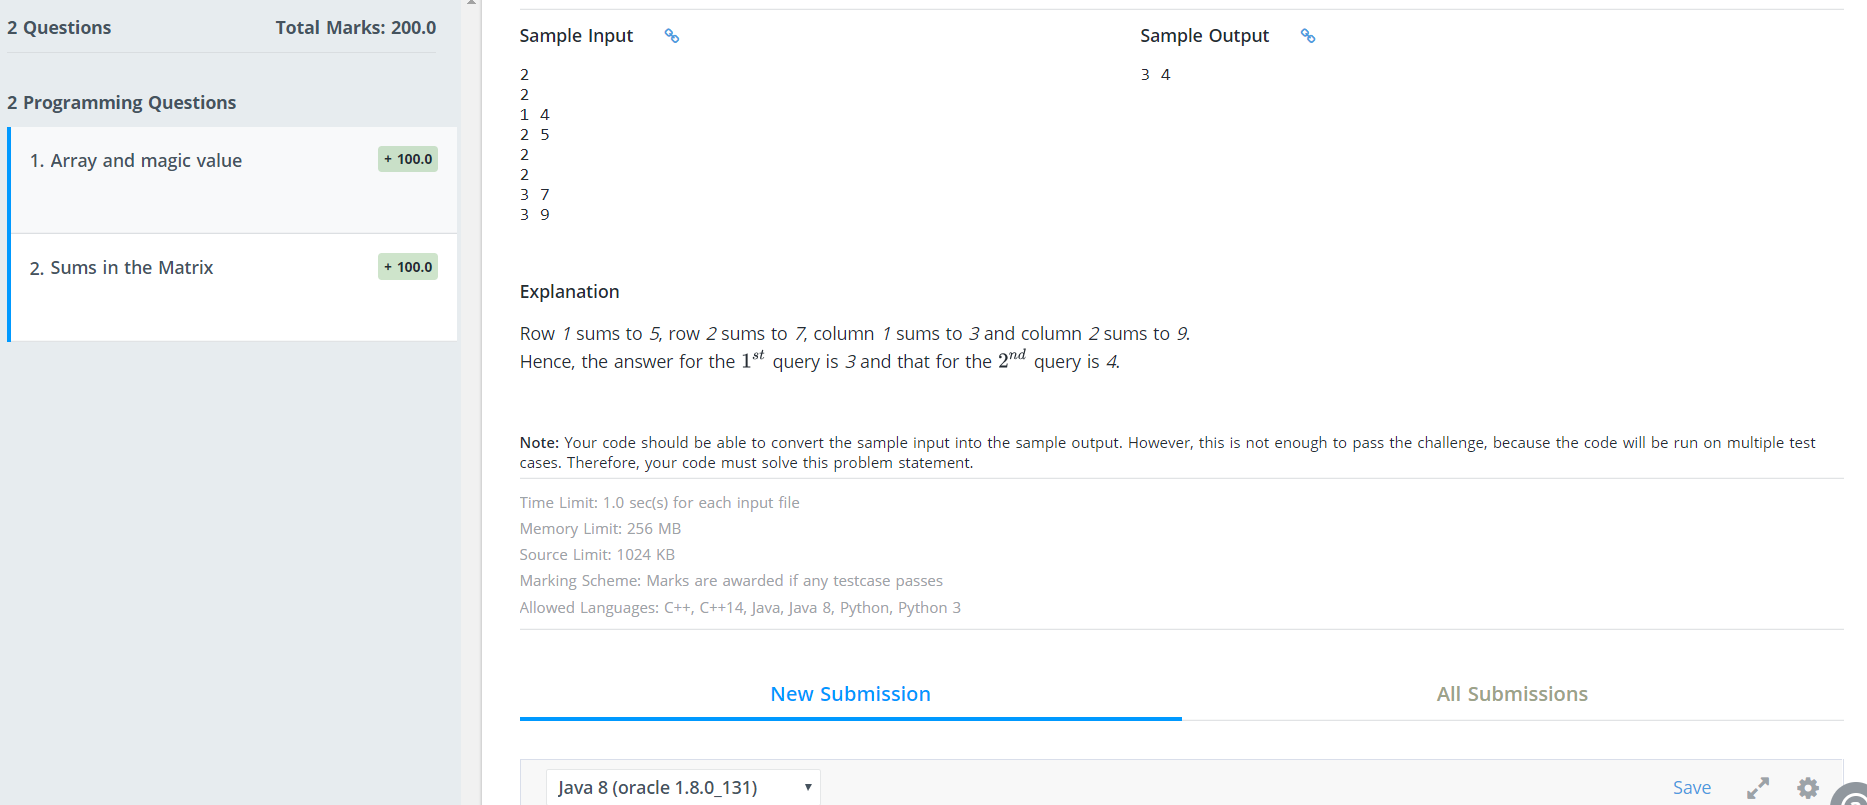 2 Questions
Total Marks: 200.0
2 Programming Questions
1. Array and magic value
+ 100.0
2. Sums in the Matrix
+ 100.0
Sample Input
2
2
1 4
2 5
2
2
3 7
3 9
Sample Output
3 4
Explanation
Row 1 sums to 5, row 2 sums to 7, column 1 sums to 3 and column 2 sums to 9.
Hence, the answer for the 1st query is 3 and that for the 2nd query is 4.
Note: Your code should be able to convert the sample input into the sample output. However, this is not enough to pass the challenge, because the code will be run on multiple test
cases. Therefore, your code must solve this problem statement.
Time Limit: 1.0 sec(s) for each input file
Memory Limit: 256 MB
Source Limit: 1024 KB
Marking Scheme: Marks are awarded if any testcase passes
Allowed Languages: C++, C++14, Java, Java 8, Python, Python 3
New Submission
All Submissions
Java 8 (oracle 1.8.0_131)
Save